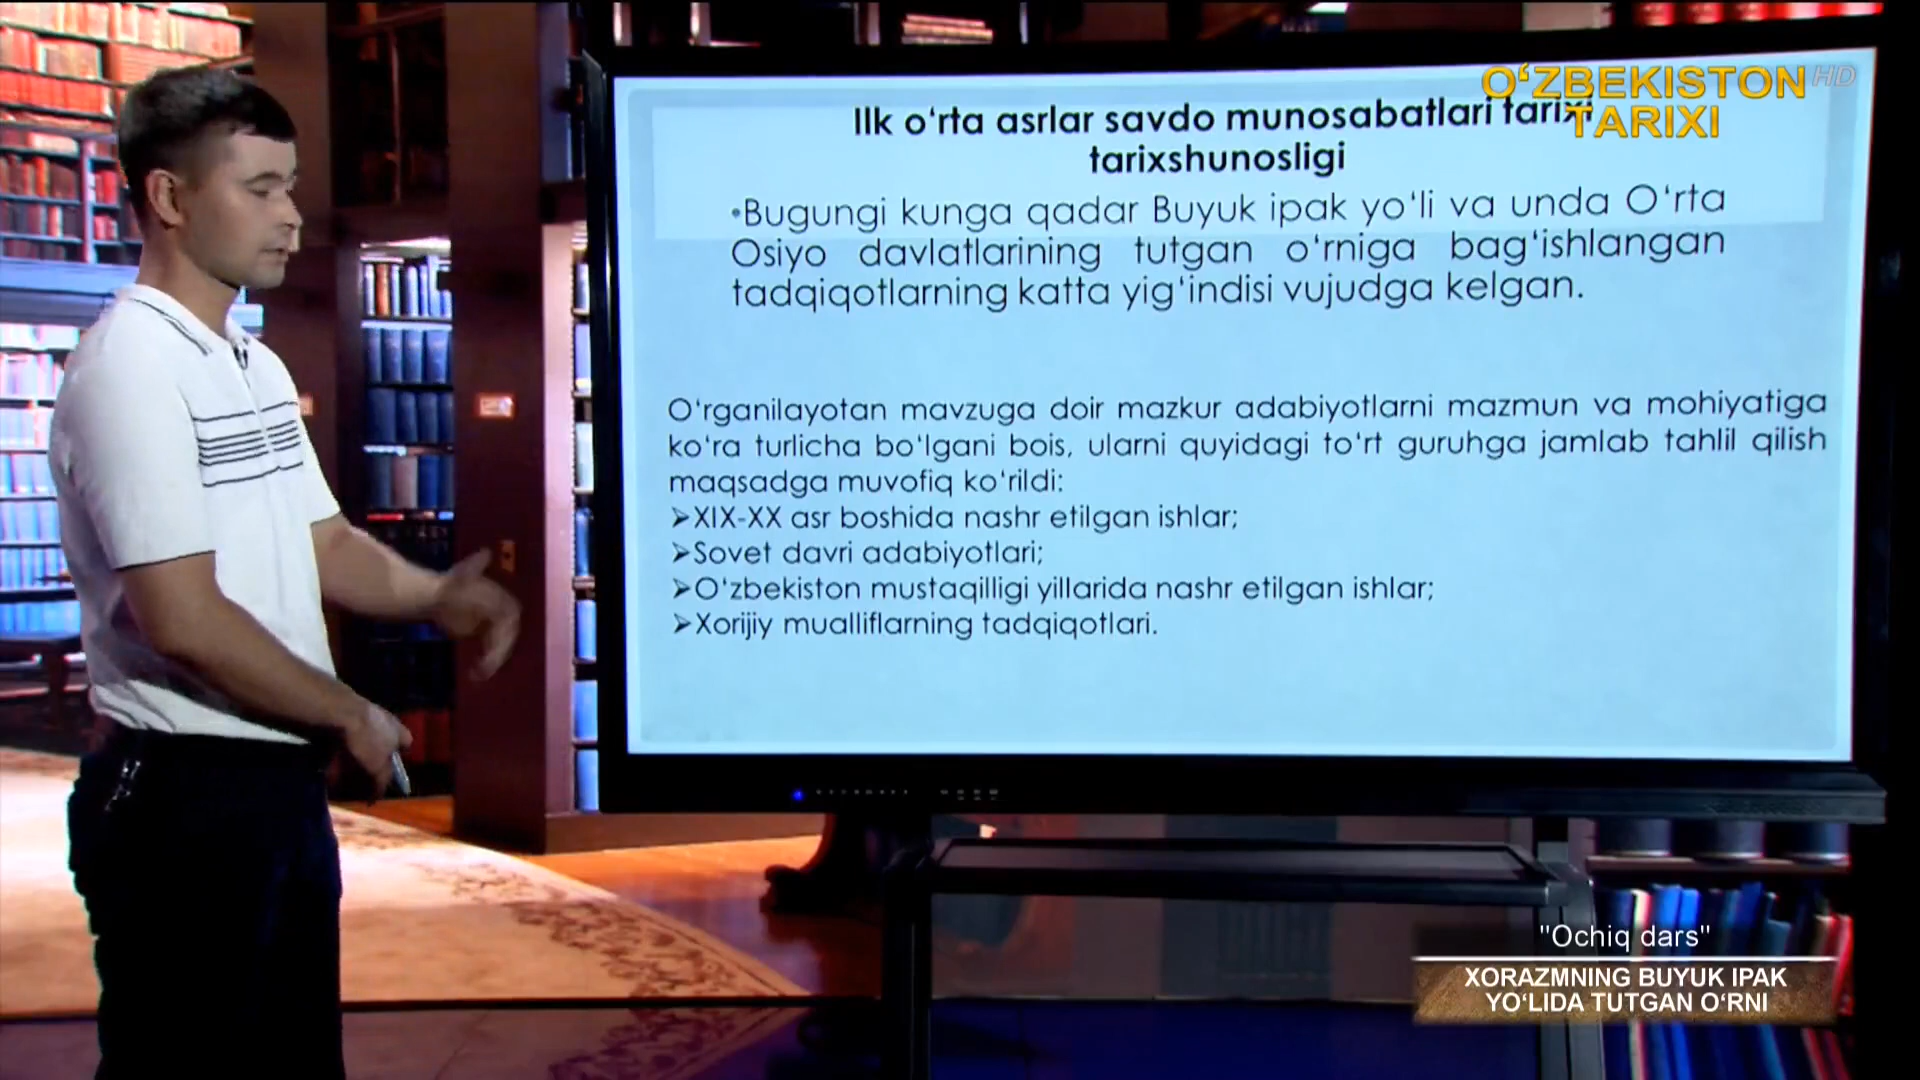 O‘ZBEKISTON HD
TARIXI
Ilk o‘rta asrlar savdo munosabatlari tarixi
tarixshunosligi
•Bugungi kunga qadar Buyuk ipak yo‘li va unda O‘rta
Osiyo davlatlarining tutgan o‘rniga bag‘ishlangan
tadqiqotlarning katta yig‘indisi vujudga kelgan.
O‘rganilayotan mavzuga doir mazkur adabiyotlarni mazmun va mohiyatiga
ko‘ra turlicha bo‘lgani bois, ularni quyidagi to‘rt guruhga jamlab tahlil qilish
maqsadga muvofiq ko‘rildi:
➢XIX-XX asr boshida nashr etilgan ishlar;
➢Sovet davri adabiyotlari;
➢O‘zbekiston mustaqilligi yillarida nashr etilgan ishlar;
➢Xorijiy mualliflarning tadqiqotlari.
"Ochiq dars"
XORAZMNING BUYUK IPAK
YO‘LIDA TUTGAN O‘RNI